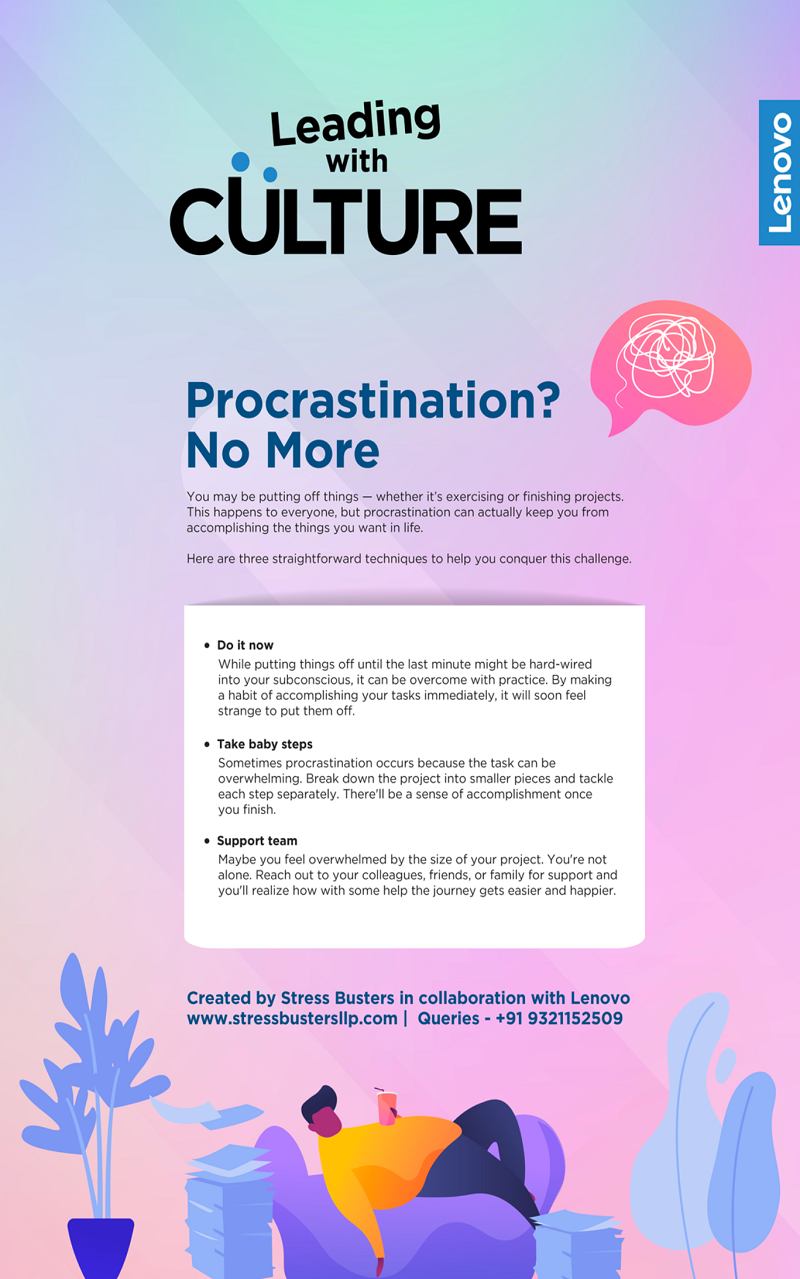 Leading
with
CÜLTURE
Lenovo
Procrastination?
No More
You may be putting off things — whether it's exercising or finishing projects.
This happens to everyone, but procrastination can actually keep you from
accomplishing the things you want in life.
Here are three straightforward techniques to help you conquer this challenge.
• Do it now
While putting things off until the last minute might be hard-wired
into your subconscious, it can be overcome with practice. By making
a habit of accomplishing your tasks immediately, it will soon feel
strange to put them off.
• Take baby steps
Sometimes procrastination occurs because the task can be
overwhelming. Break down the project into smaller pieces and tackle
each step separately. There'll be a sense of accomplishment once
you finish.
• Support team
Maybe you feel overwhelmed by the size of your project. You're not
alone. Reach out to your colleagues, friends, or family for support and
you'll realize how with some help the journey gets easier and happier.
Created by Stress Busters in collaboration with Lenovo
www.stressbustersllp.com | Queries - +91 9321152509